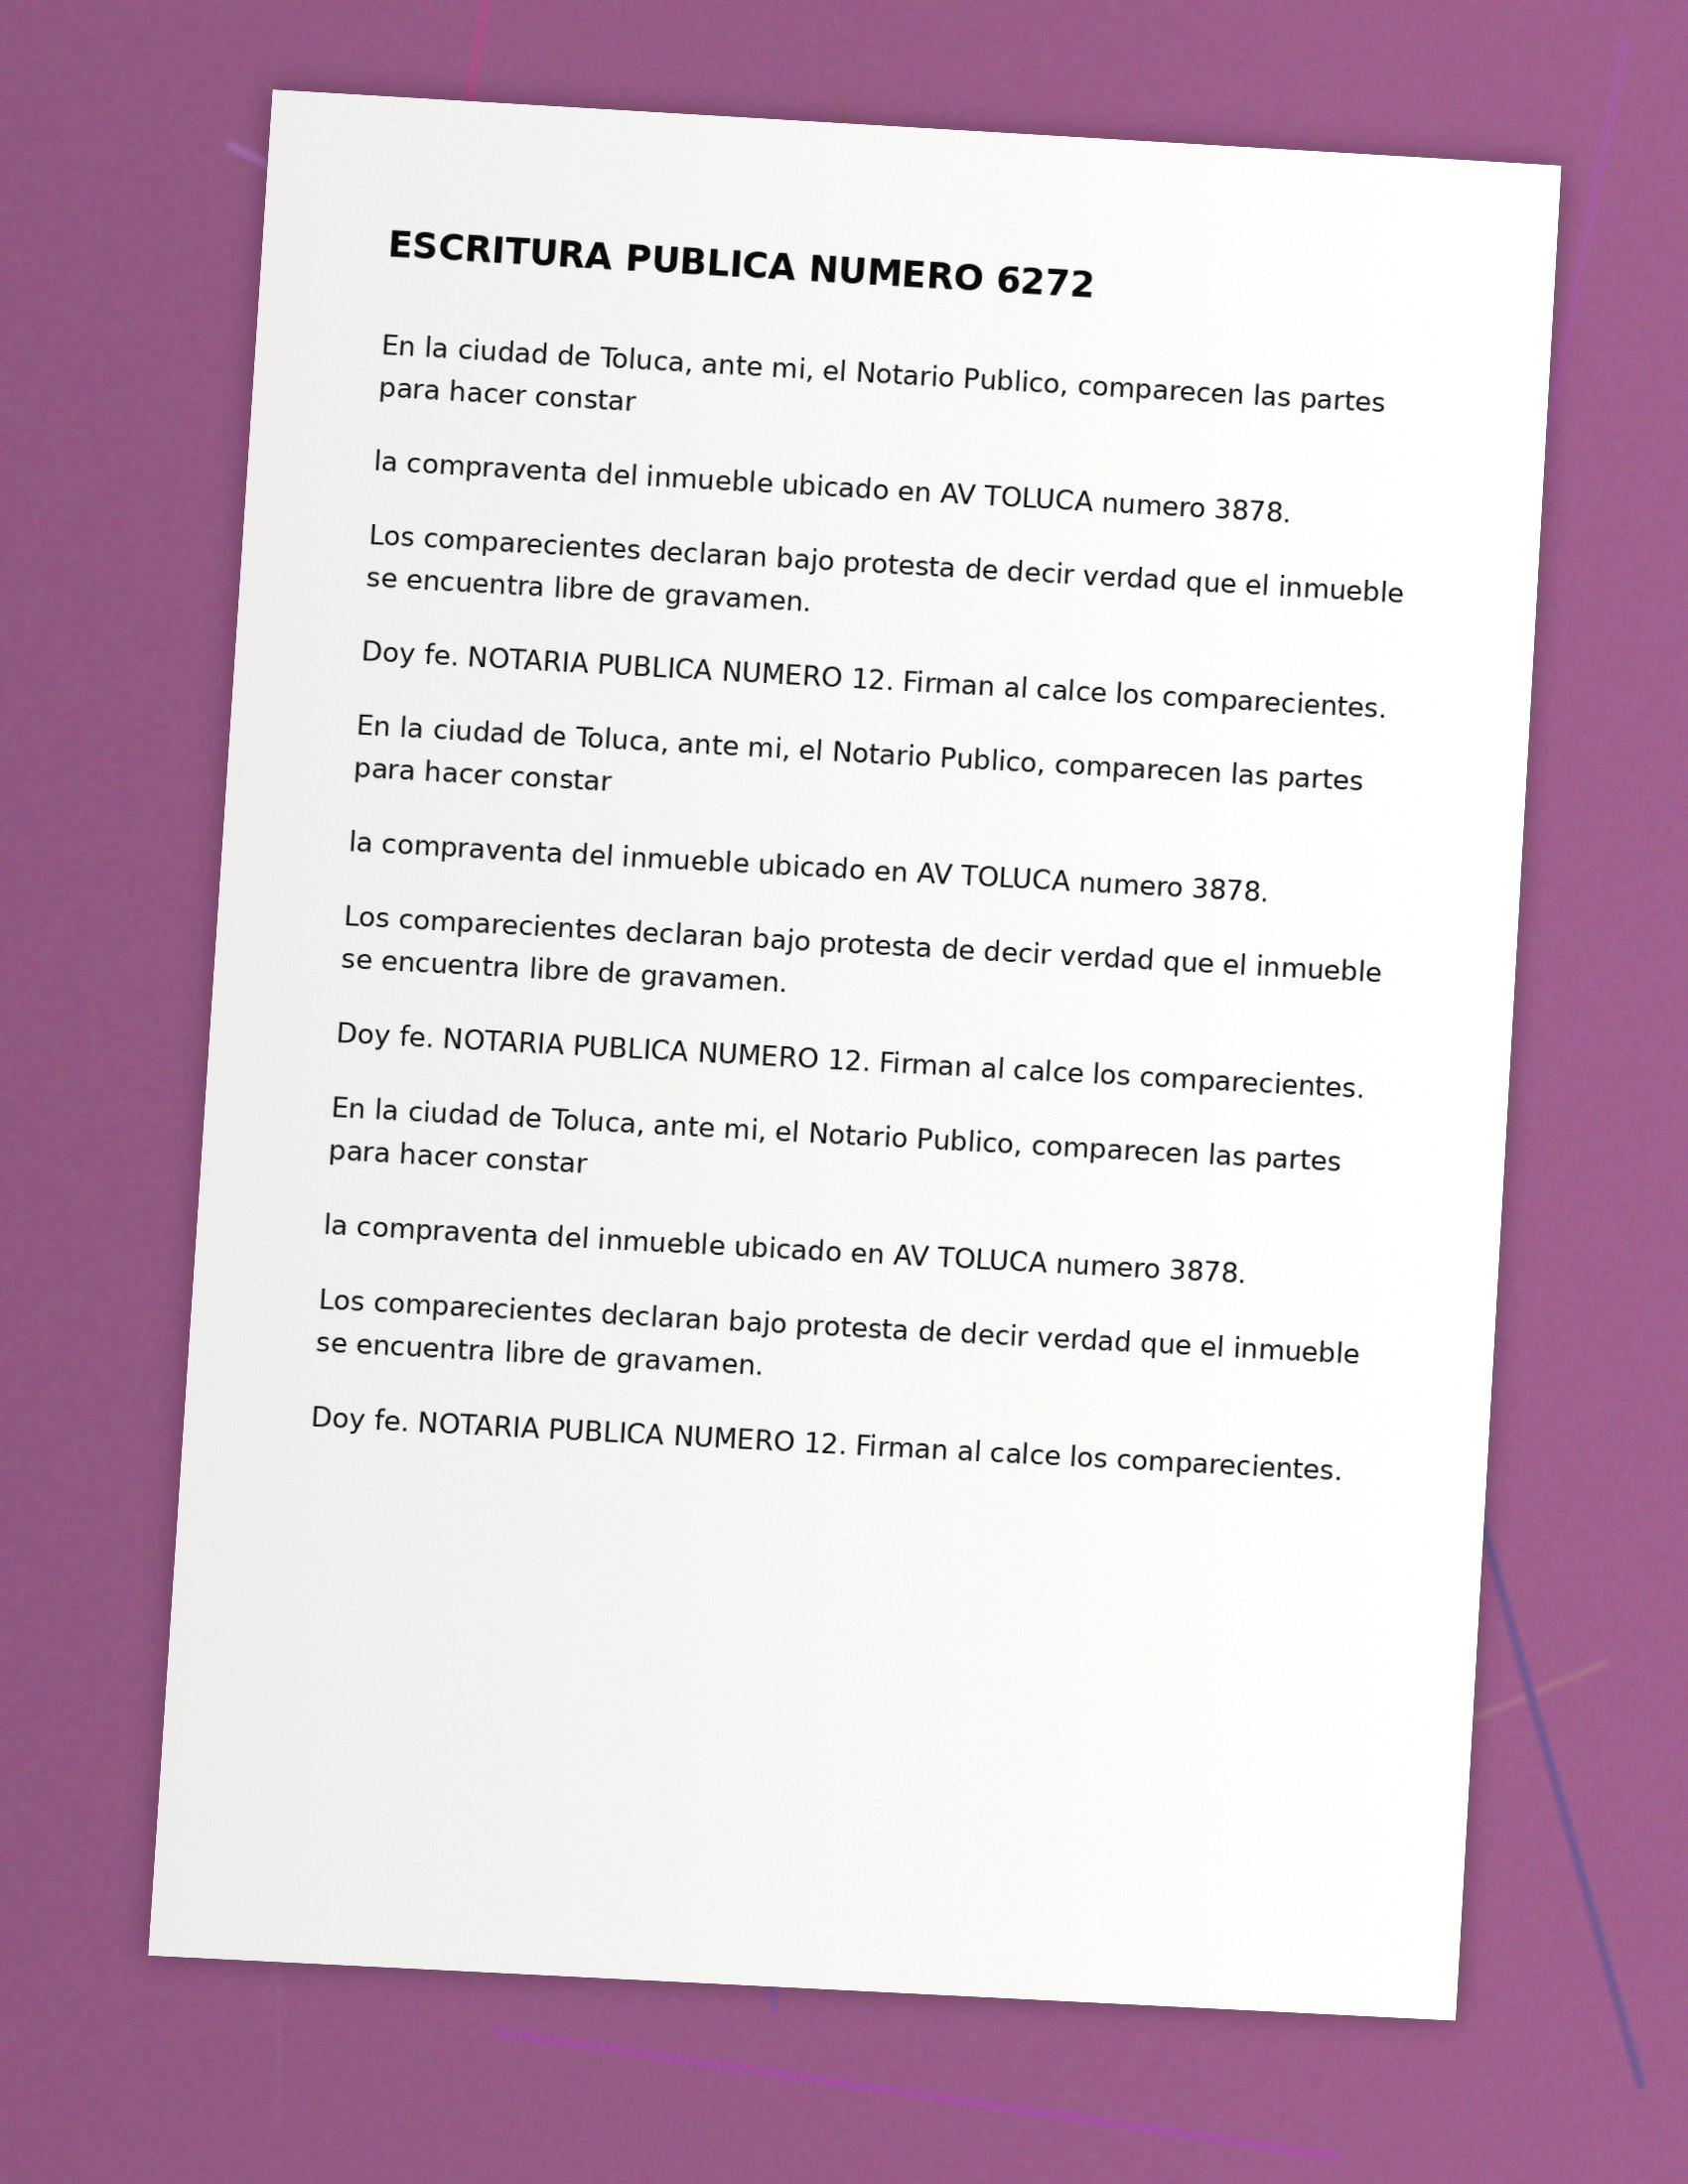 ESCRITURA PUBLICA NUMERO 6272
En la ciudad de Toluca, ante mi, el Notario Publico, comparecen las partes
para hacer constar
la compraventa del inmueble ubicado en AV TOLUCA numero 3878.
Los comparecientes declaran bajo protesta de decir verdad que el inmueble
se encuentra libre de gravamen.
Doy fe. NOTARIA PUBLICA NUMERO 12. Firman al calce los comparecientes.
En la ciudad de Toluca, ante mi, el Notario Publico, comparecen las partes
para hacer constar
la compraventa del inmueble ubicado en AV TOLUCA numero 3878.
Los comparecientes declaran bajo protesta de decir verdad que el inmueble
se encuentra libre de gravamen.
Doy fe. NOTARIA PUBLICA NUMERO 12. Firman al calce los comparecientes.
En la ciudad de Toluca, ante mi, el Notario Publico, comparecen las partes
para hacer constar
la compraventa del inmueble ubicado en AV TOLUCA numero 3878.
Los comparecientes declaran bajo protesta de decir verdad que el inmueble
se encuentra libre de gravamen.
Doy fe. NOTARIA PUBLICA NUMERO 12. Firman al calce los comparecientes.